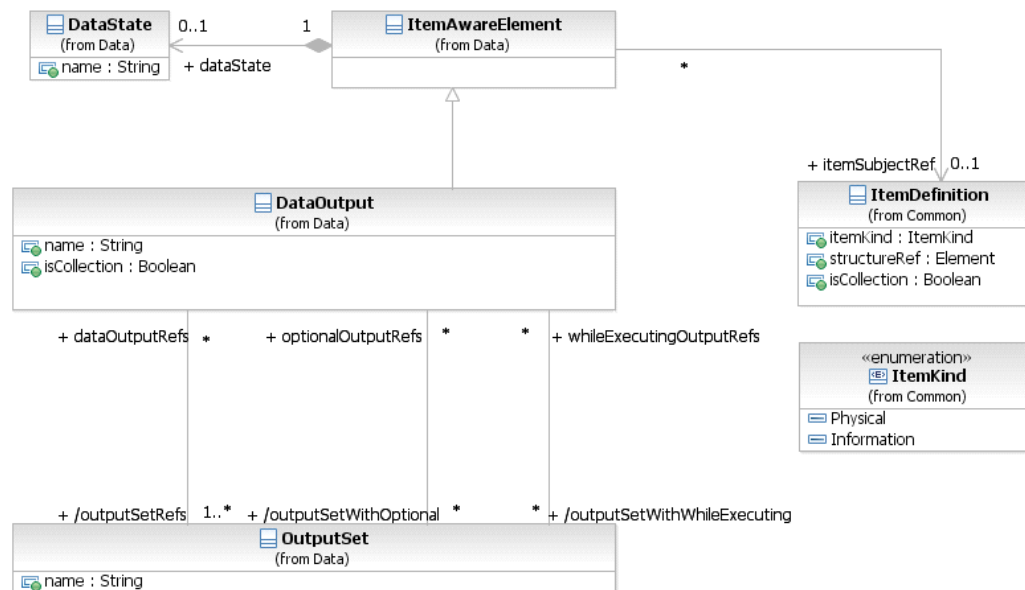 DataState
(from Data)
name : String
0..1
1
+ dataState
ItemAwareElement
(from Data)
*
+ itemSubjectRef
0..1
DataOutput
(from Data)
name : String
isCollection : Boolean
ItemDefinition
(from Common)
itemKind : ItemKind
structureRef : Element
isCollection : Boolean
+ dataOutputRefs
*
+ optionalOutputRefs
*
*
+ whileExecutingOutputRefs
«enumeration»
<E> ItemKind
(from Common)
Physical
Information
+ /outputSetRefs
1..*
+ /outputSetWithOptional
*
*
+ /outputSetWithWhileExecuting
OutputSet
(from Data)
name : String